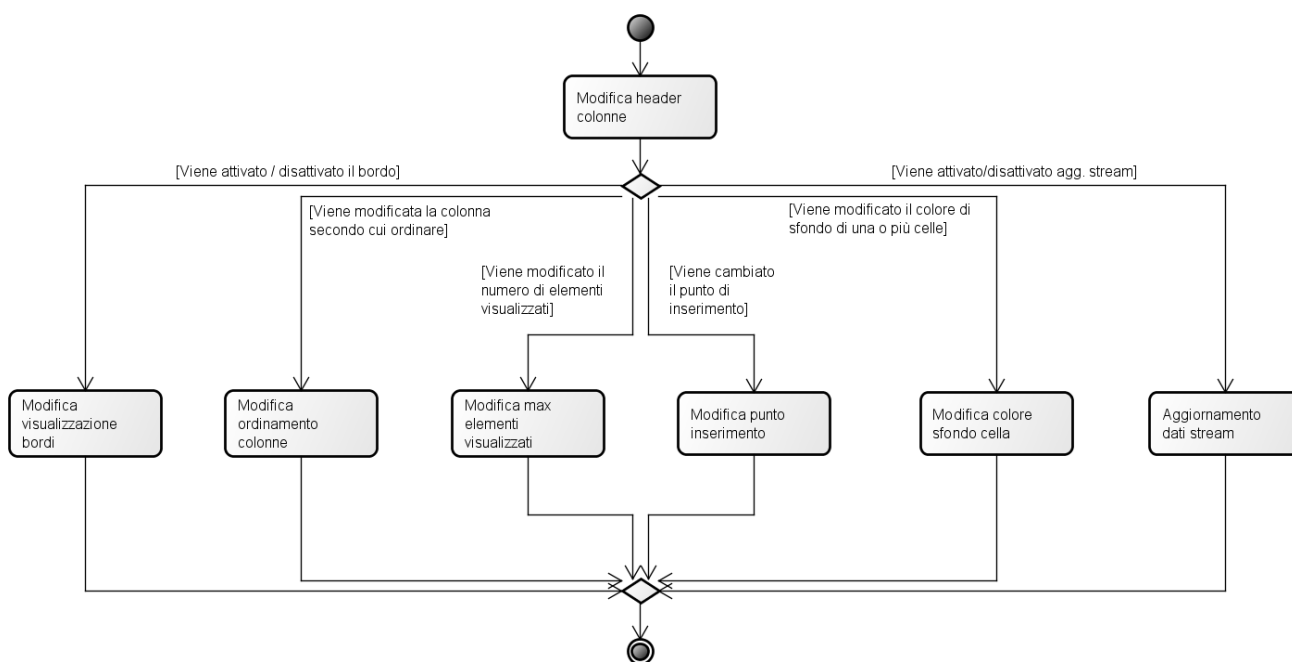 Modifica header
colonne
[Viene attivato / disattivato il bordo]
[Viene attivato/disattivato agg. stream]
[Viene modificata la colonna
secondo cui ordinare]
[Viene modificato il colore di
sfondo di una o più celle]
[Viene modificato il
numero di elementi
visualizzati]
[Viene cambiato
il punto di
inserimento]
Modifica
visualizzazione
bordi
Modifica
ordinamento
colonne
Modifica max
elementi
visualizzati
Modifica punto
inserimento
Modifica colore
sfondo cella
Aggiornamento
dati stream